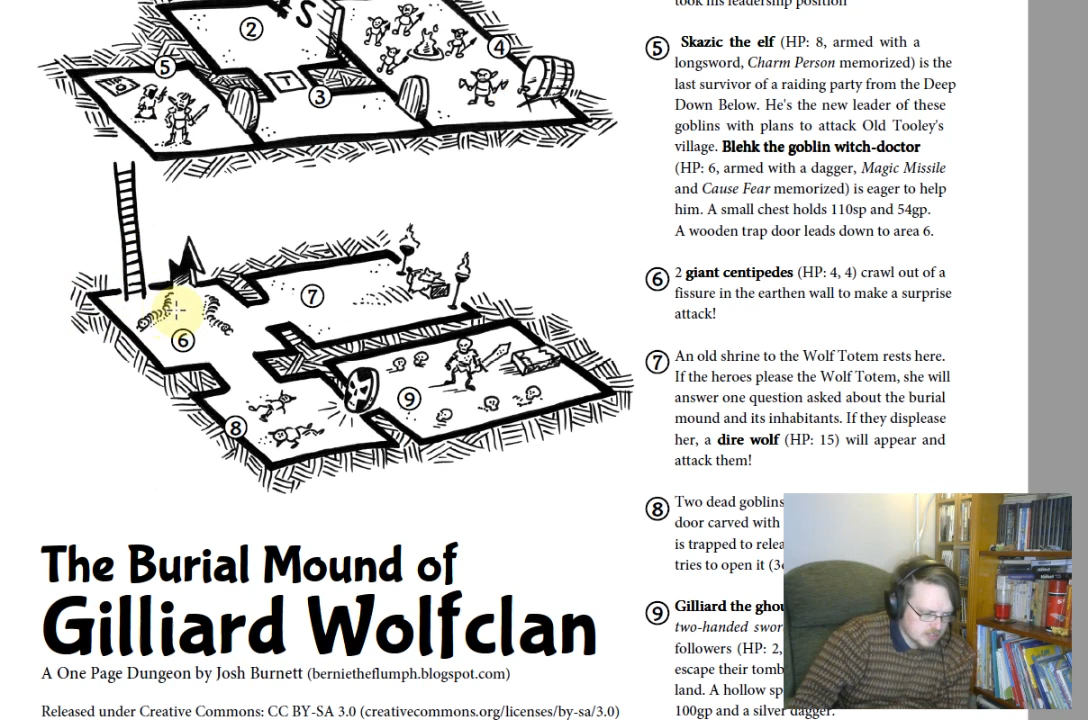 took his leadership position
2
S
5
4
T
3
5 Skazic the elf (HP: 8, armed with a
longsword, Charm Person memorized) is the
last survivor of a raiding party from the Deep
Down Below. He's the new leader of these
goblins with plans to attack Old Tooley's
village. Blehk the goblin witch-doctor
(HP: 6, armed with a dagger, Magic Missile
and Cause Fear memorized) is eager to help
him. A small chest holds 110sp and 54gp.
A wooden trap door leads down to area 6.
6 2 giant centipedes (HP: 4, 4) crawl out of a
fissure in the earthen wall to make a surprise
attack!
7
6
9
8
7 An old shrine to the Wolf Totem rests here.
If the heroes please the Wolf Totem, she will
answer one question asked about the burial
mound and its inhabitants. If they displease
her, a dire wolf (HP: 15) will appear and
attack them!
8 Two dead goblins
door carved with
is trapped to relea
tries to open it (3
9 Gilliard the ghou
two-handed swor
followers (HP: 2,
escape their tomb
land. A hollow sp
100gp and a silver dagger.
The Burial Mound of
Gilliard Wolfclan
A One Page Dungeon by Josh Burnett (bernietheflumph.blogspot.com)
Released under Creative Commons: CC BY-SA 3.0 (creativecommons.org/licenses/by-sa/3.0)